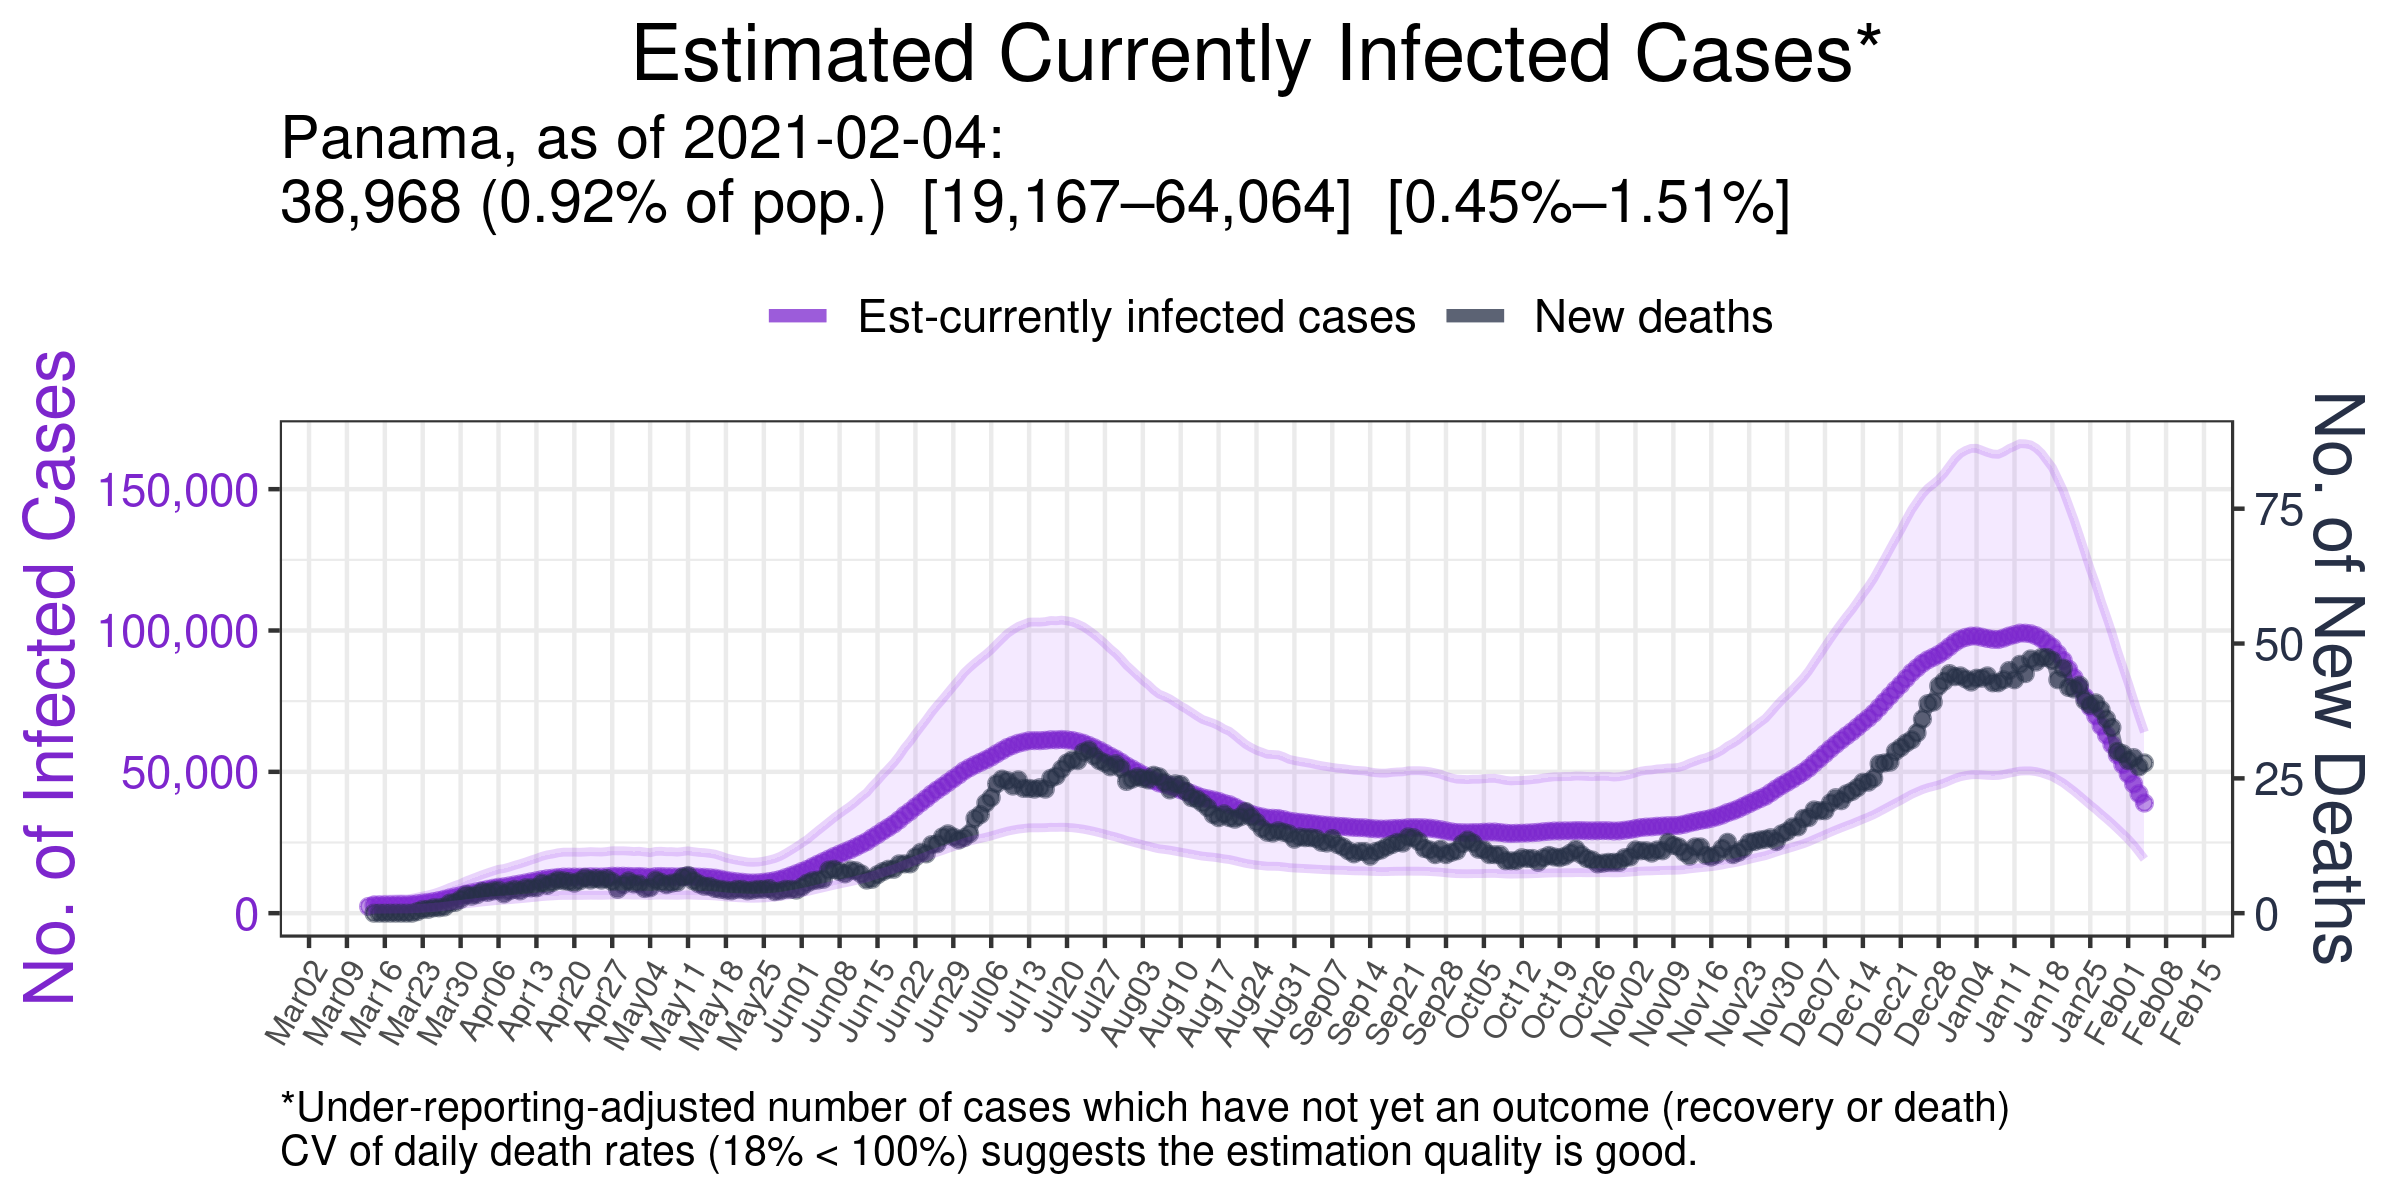 Estimated Currently Infected Cases*
Panama, as of 2021-02-04:
38,968 (0.92% of pop.) [19,167–64,064] [0.45%–1.51%]
Est-currently infected cases New deaths
No. of Infected Cases
150,000
100,000
50,000
0
75
50
25
0
No. of New Deaths
Mar02 Mar09 Mar16 Mar23 Mar30 Apr06 Apr13 Apr20 Apr27 May04 May11 May18 May25 Jun01 Jun08 Jun15 Jun22 Jun29 Jul06 Jul13 Jul20 Jul27 Aug03 Aug10 Aug17 Aug24 Aug31 Sep07 Sep14 Sep21 Sep28 Oct05 Oct12 Oct19 Oct26 Nov02 Nov09 Nov16 Nov23 Nov30 Dec07 Dec14 Dec21 Dec28 Jan04 Jan11 Jan18 Jan25 Feb01 Feb08 Feb15
*Under-reporting-adjusted number of cases which have not yet an outcome (recovery or death)
CV of daily death rates (18% < 100%) suggests the estimation quality is good.